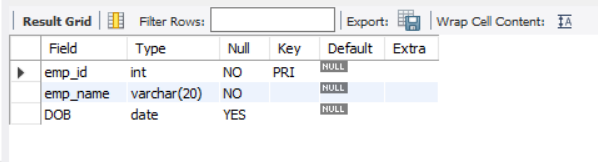 Result Grid Filter Rows: Export: Wrap Cell Content: IA
Field Type Null Key Default Extra
emp_id int NO PRI NULL
emp_name varchar(20) NO NULL
DOB date YES NULL